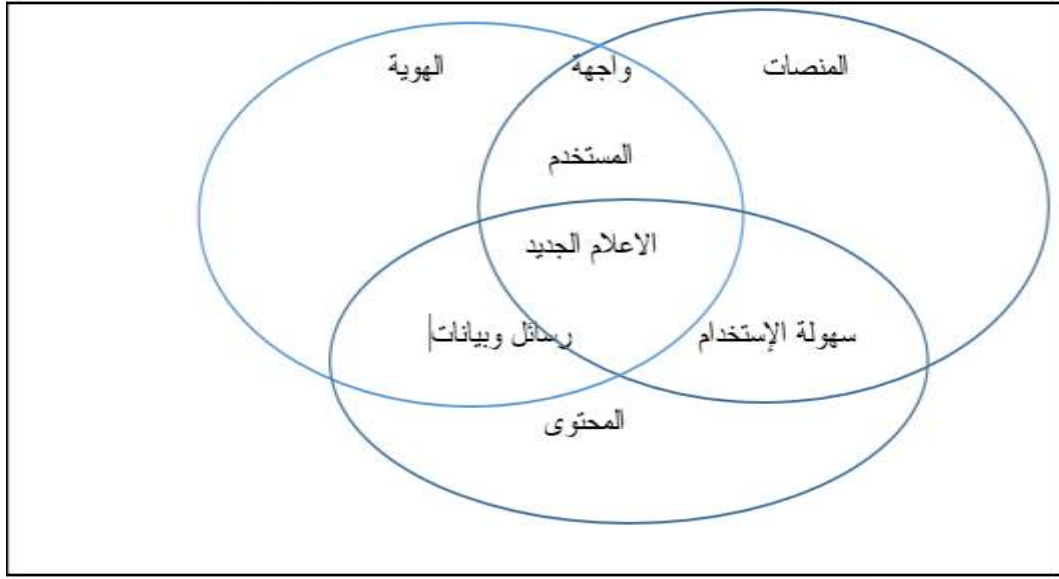 المنصات
واجهة
الهوية
المستخدم
الاعلام الجديد
سهولة الإستخدام
رسائل وبيانات
المحتوى